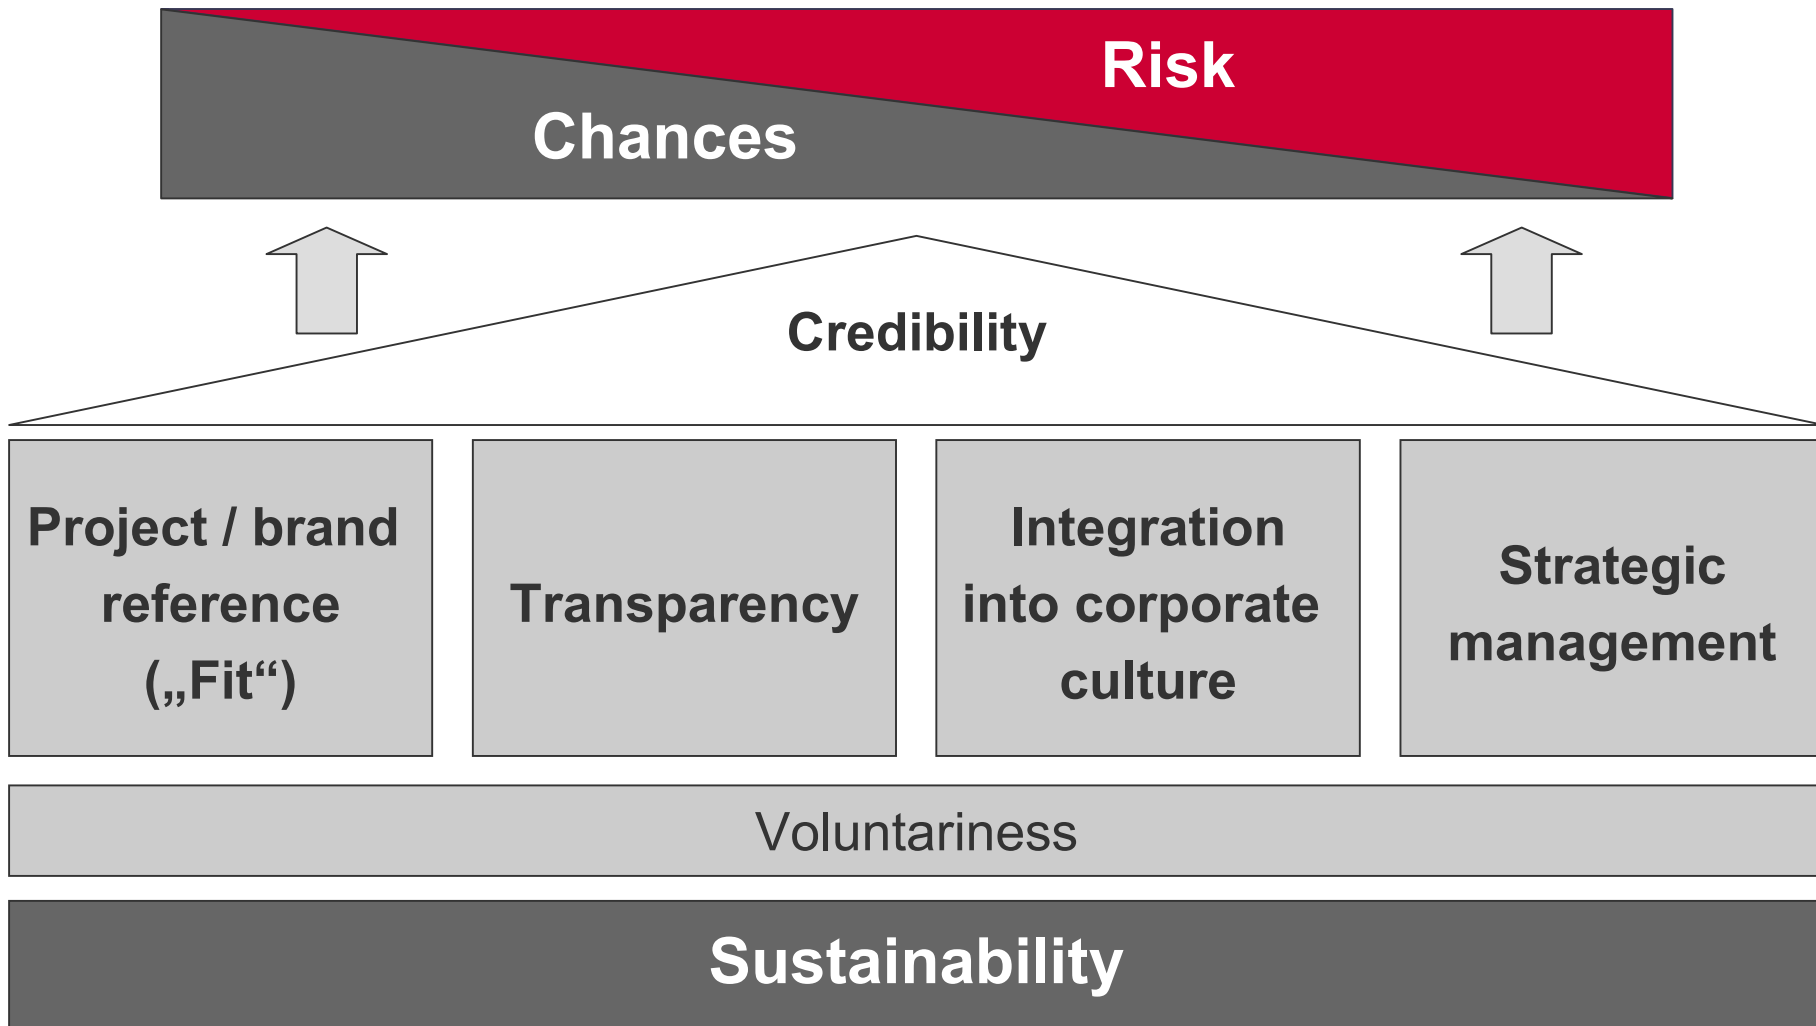 Risk
Chances
Credibility
Project / brand
reference
(„Fit“)
Transparency
Integration
into corporate
culture
Strategic
management
Voluntariness
Sustainability